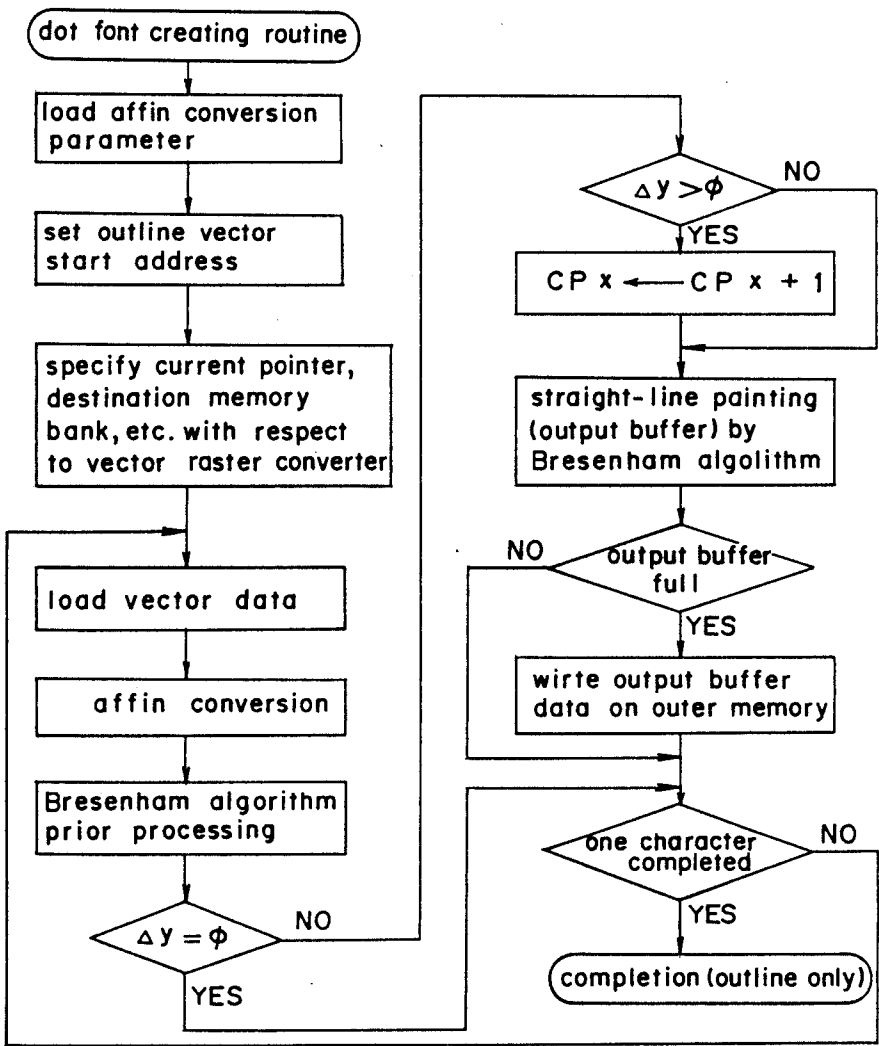 dot font creating routine
load affin conversion
parameter
set outline vector
start address
specify current pointer,
destination memory
bank, etc. with respect
to vector raster converter
load vector data
affin conversion
Bresenham algorithm
prior processing
Δy = ϕ
NO
YES
Δy > ϕ
NO
YES
CP x ← CP x + 1
straight-line painting
(output buffer) by
Bresenham algolithm
NO
output buffer
full
YES
wirte output buffer
data on outer memory
one character
completed
NO
YES
completion (outline only)